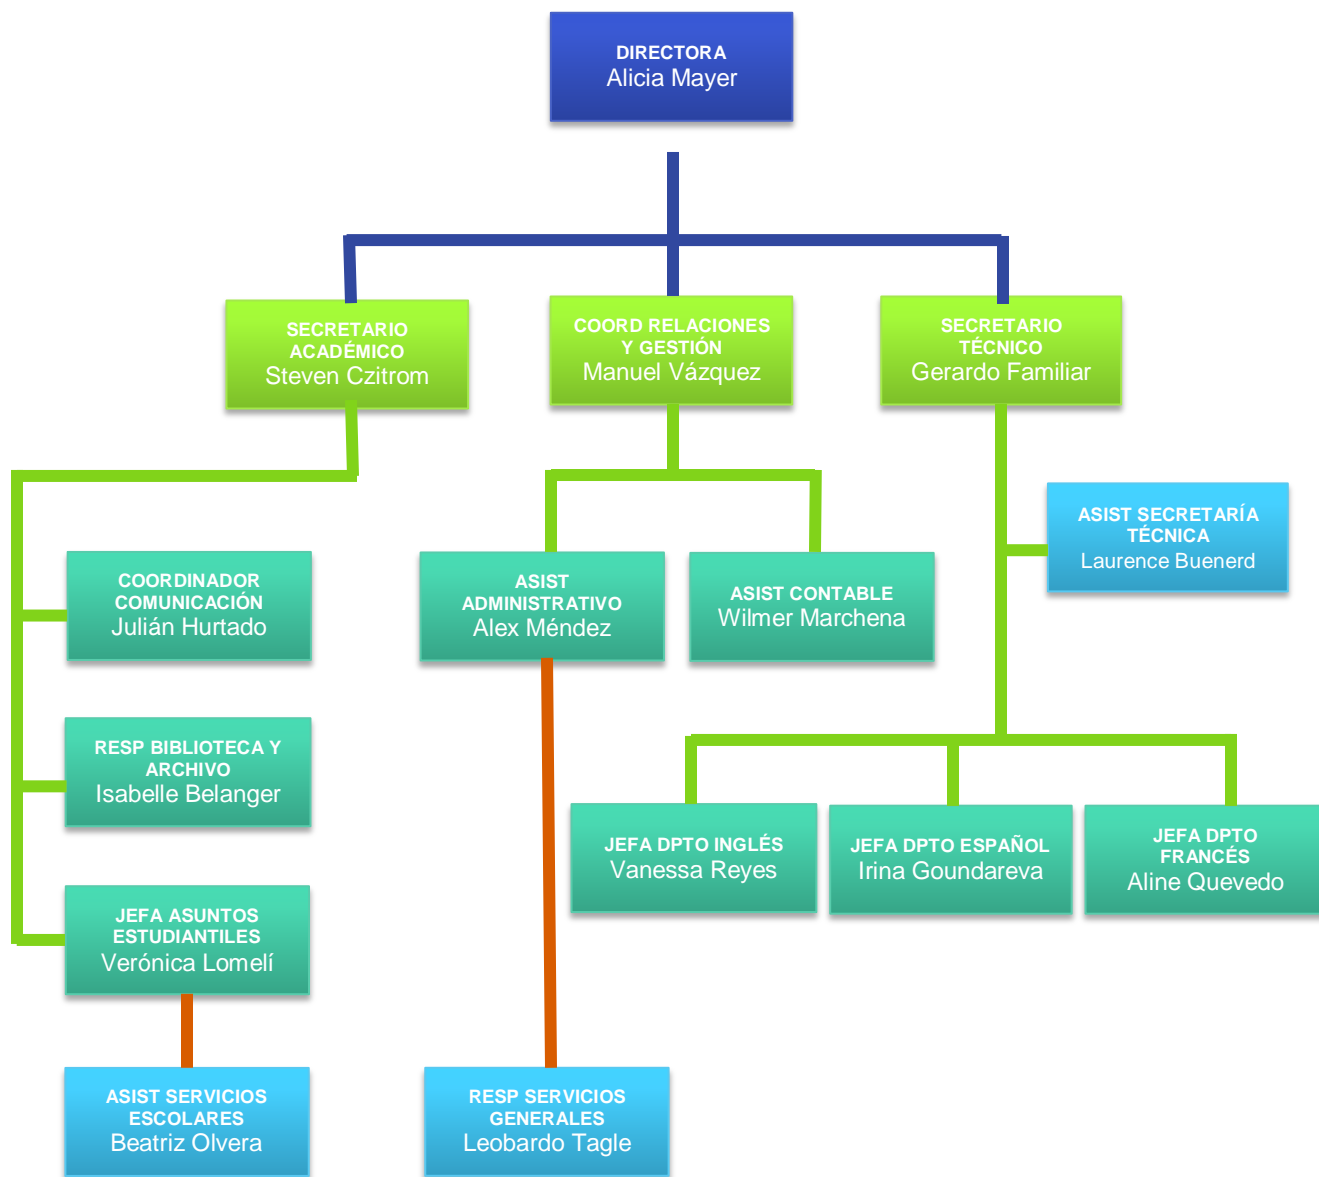 DIRECTORA
Alicia Mayer
SECRETARIO
ACADÉMICO
Steven Czitrom
COORD RELACIONES
Y GESTIÓN
Manuel Vázquez
SECRETARIO
TÉCNICO
Gerardo Familiar
ASIST SECRETARÍA
TÉCNICA
Laurence Buenerd
COORDINADOR
COMUNICACIÓN
Julián Hurtado
ASIST
ADMINISTRATIVO
Alex Méndez
ASIST CONTABLE
Wilmer Marchena
RESP BIBLIOTECA Y
ARCHIVO
Isabelle Belanger
JEFA DPTO INGLÉS
Vanessa Reyes
JEFA DPTO ESPAÑOL
Irina Goundareva
JEFA DPTO
FRANCÉS
Aline Quevedo
JEFA ASUNTOS
ESTUDIANTILES
Verónica Lomelí
ASIST SERVICIOS
ESCOLARES
Beatriz Olvera
RESP SERVICIOS
GENERALES
Leobardo Tagle